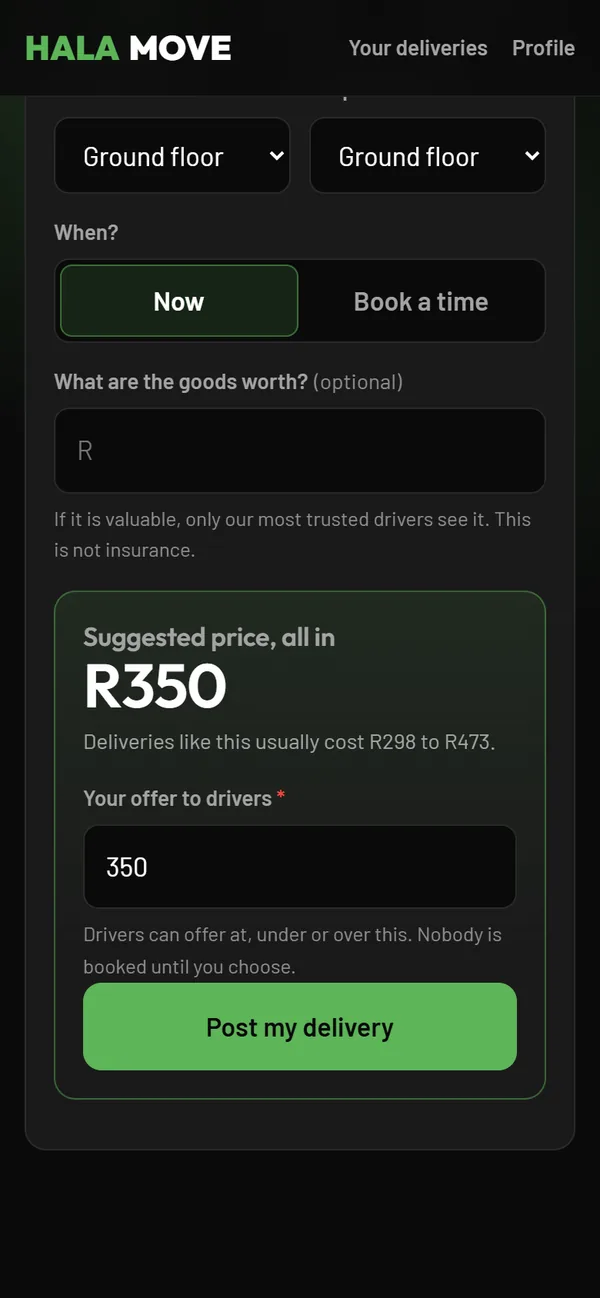 HALA MOVE
Your deliveries
Profile
Ground floor
Ground floor
When?
Now
Book a time
What are the goods worth? (optional)
R
If it is valuable, only our most trusted drivers see it. This
is not insurance.
Suggested price, all in
R350
Deliveries like this usually cost R298 to R473.
Your offer to drivers *
350
Drivers can offer at, under or over this. Nobody is
booked until you choose.
Post my delivery